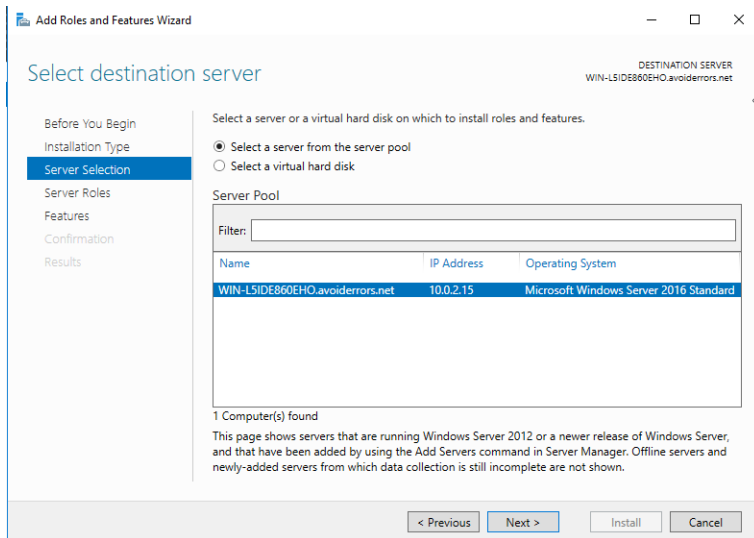 Add Roles and Features Wizard
Select destination server
DESTINATION SERVER
WIN-L5IDE860EHO.avoiderrors.net
Before You Begin
Installation Type
Server Selection
Server Roles
Features
Confirmation
Results
Select a server or a virtual hard disk on which to install roles and features.
Select a server from the server pool
Select a virtual hard disk
Server Pool
Filter:
Name IP Address Operating System
WIN-L5IDE860EHO.avoiderrors.net 10.0.2.15 Microsoft Windows Server 2016 Standard
1 Computer(s) found
This page shows servers that are running Windows Server 2012 or a newer release of Windows Server,
and that have been added by using the Add Servers command in Server Manager. Offline servers and
newly-added servers from which data collection is still incomplete are not shown.
< Previous Next > Install Cancel